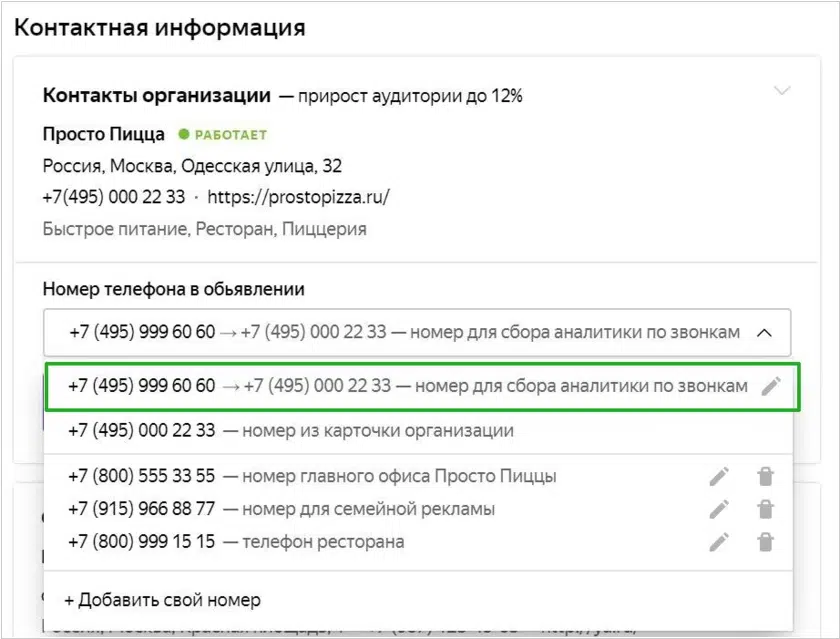 Контактная информация
Контакты организации — прирост аудитории до 12%
Просто Пицца ● РАБОТАЕТ
Россия, Москва, Одесская улица, 32
+7(495) 000 22 33 · https://prostopizza.ru/
Быстрое питание, Ресторан, Пиццерия
Номер телефона в обьявлении
+7 (495) 999 60 60 → +7 (495) 000 22 33 — номер для сбора аналитики по звонкам
+7 (495) 999 60 60 → +7 (495) 000 22 33 — номер для сбора аналитики по звонкам
+7 (495) 000 22 33 — номер из карточки организации
+7 (800) 555 33 55 — номер главного офиса Просто Пиццы
+7 (915) 966 88 77 — номер для семейной рекламы
+7 (800) 999 15 15 — телефон ресторана
+ Добавить свой номер